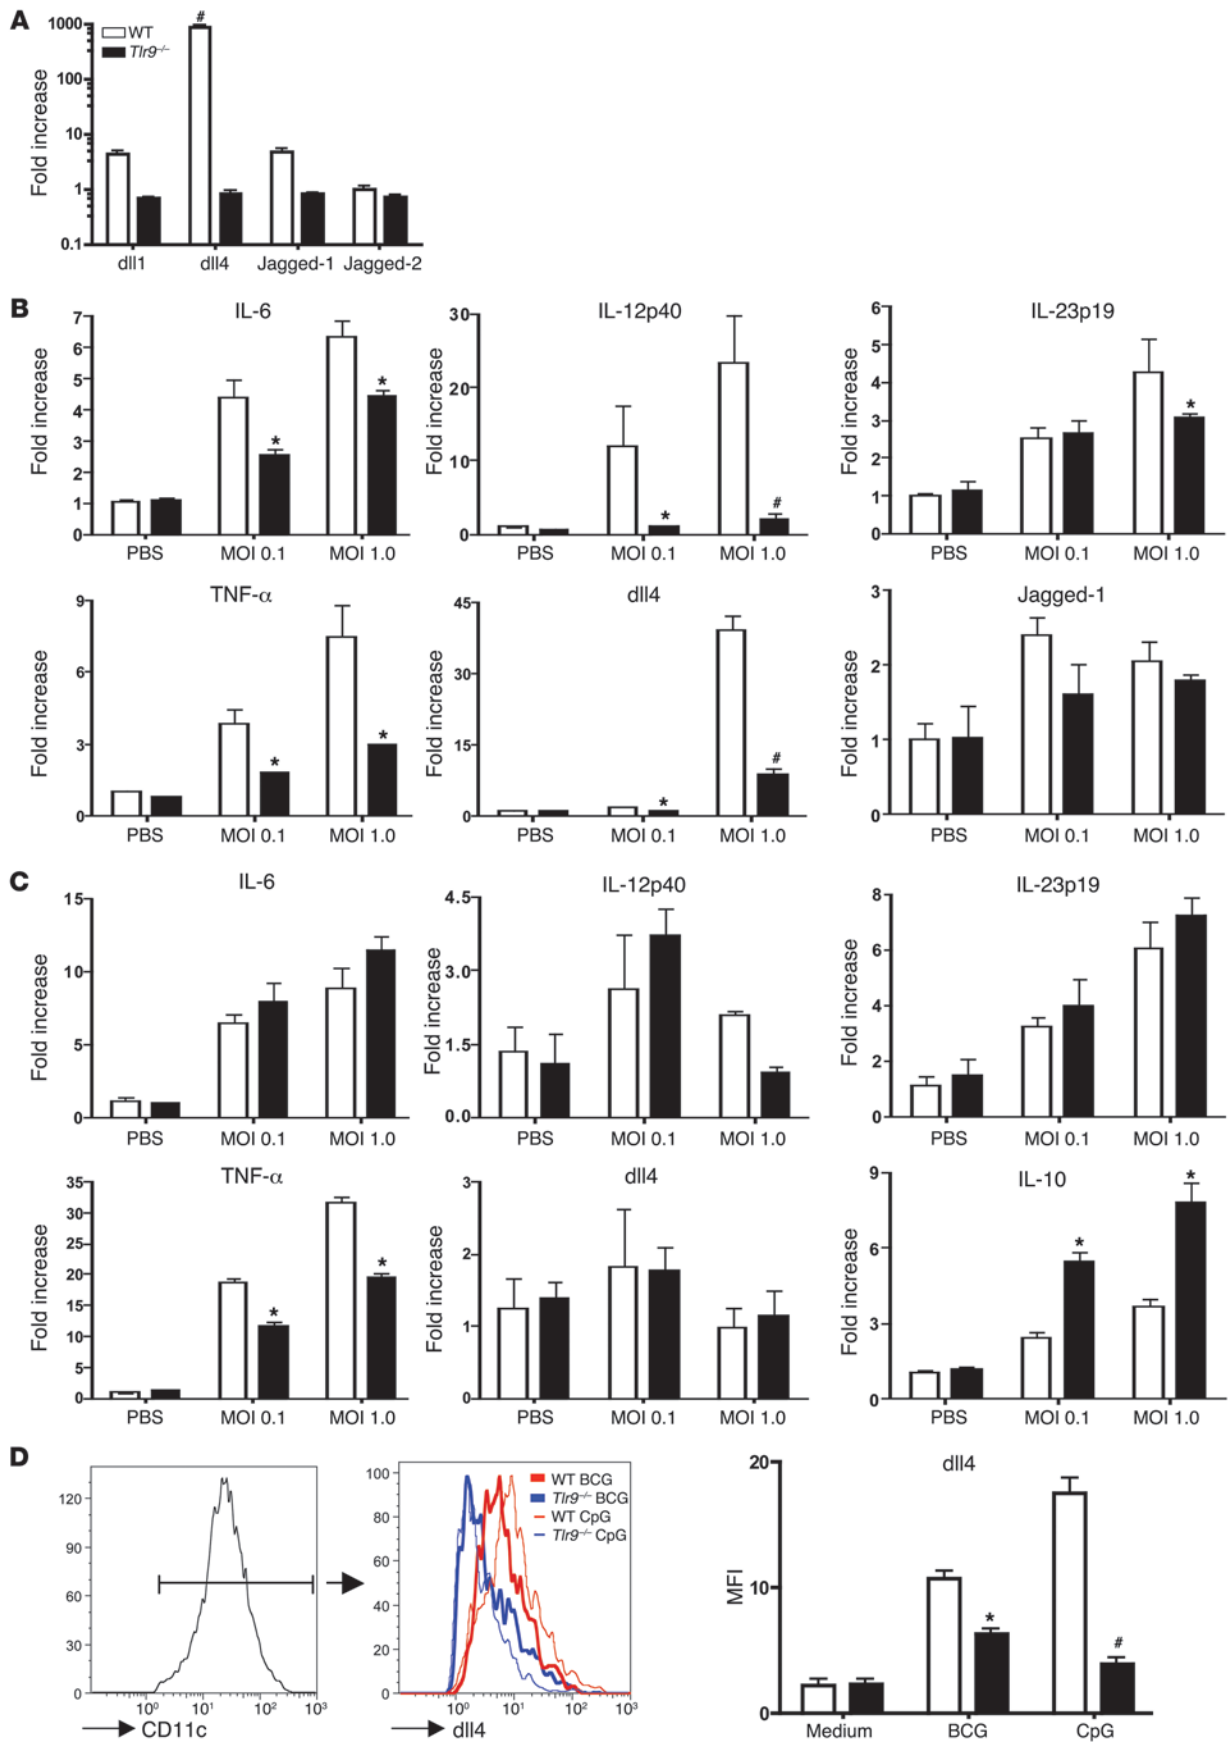 A
1000
100
10
1
0.1
Fold increase
WT
Tlr9–/–
#
dll1 dll4 Jagged-1 Jagged-2
B
IL-6
Fold increase
7
6
5
4
3
2
1
0
*
*
PBS MOI 0.1 MOI 1.0
IL-12p40
Fold increase
30
20
10
0
*
#
PBS MOI 0.1 MOI 1.0
IL-23p19
Fold increase
6
5
4
3
2
1
0
*
PBS MOI 0.1 MOI 1.0
TNF-α
Fold increase
9
6
3
0
*
*
PBS MOI 0.1 MOI 1.0
dll4
Fold increase
45
30
15
0
*
#
PBS MOI 0.1 MOI 1.0
Jagged-1
Fold increase
3
2
1
0
PBS MOI 0.1 MOI 1.0
C
IL-6
Fold increase
15
10
5
0
PBS MOI 0.1 MOI 1.0
IL-12p40
Fold increase
4.5
3.0
1.5
0.0
PBS MOI 0.1 MOI 1.0
IL-23p19
Fold increase
8
6
4
2
0
PBS MOI 0.1 MOI 1.0
TNF-α
Fold increase
35
30
25
20
15
10
5
0
*
*
PBS MOI 0.1 MOI 1.0
dll4
Fold increase
3
2
1
0
PBS MOI 0.1 MOI 1.0
IL-10
Fold increase
9
6
3
0
*
*
PBS MOI 0.1 MOI 1.0
D
120
90
60
30
0
10⁰ 10¹ 10² 10³
CD11c
100
80
60
40
20
0
WT BCG
Tlr9–/– BCG
WT CpG
Tlr9–/– CpG
10⁰ 10¹ 10² 10³
dll4
dll4
MFI
20
10
0
*
#
Medium BCG CpG